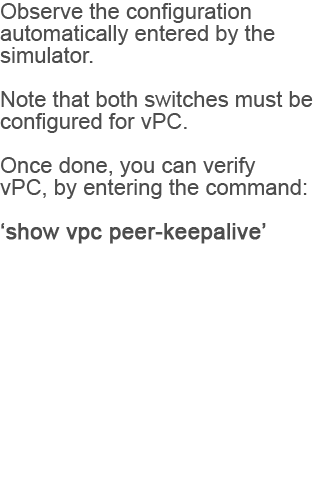 Observe the configuration
automatically entered by the
simulator.
Note that both switches must be
configured for vPC.
Once done, you can verify
vPC, by entering the command:
‘show vpc peer-keepalive’